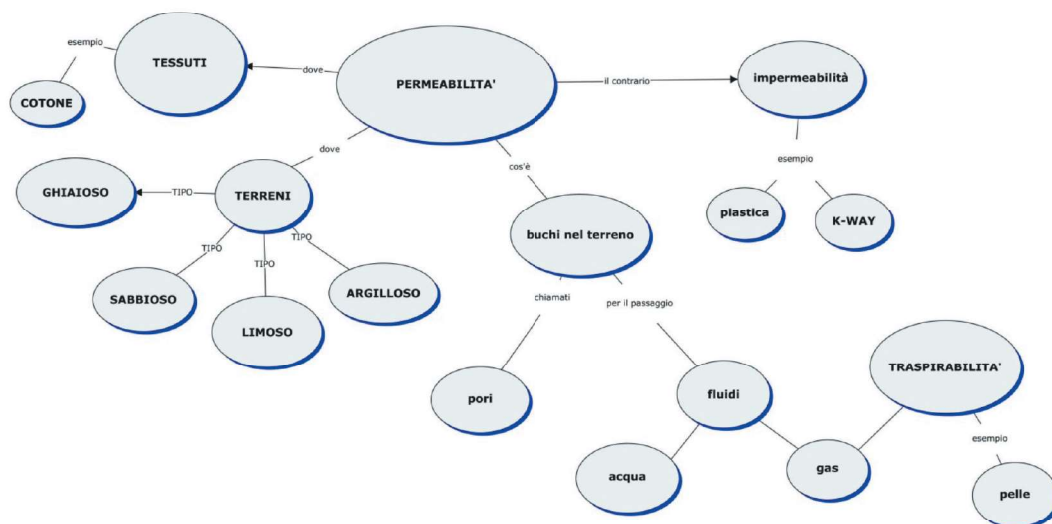 esempio
TESSUTI
COTONE
dove
PERMEABILITA'
il contrario
impermeabilità
esempio
plastica
K-WAY
dove
TERRENI
TIPO
GHIAIOSO
TIPO
SABBIOSO
TIPO
LIMOSO
TIPO
ARGILLOSO
cos'è
buchi nel terreno
chiamati
pori
per il passaggio
fluidi
acqua
gas
TRASPIRABILITA'
esempio
pelle